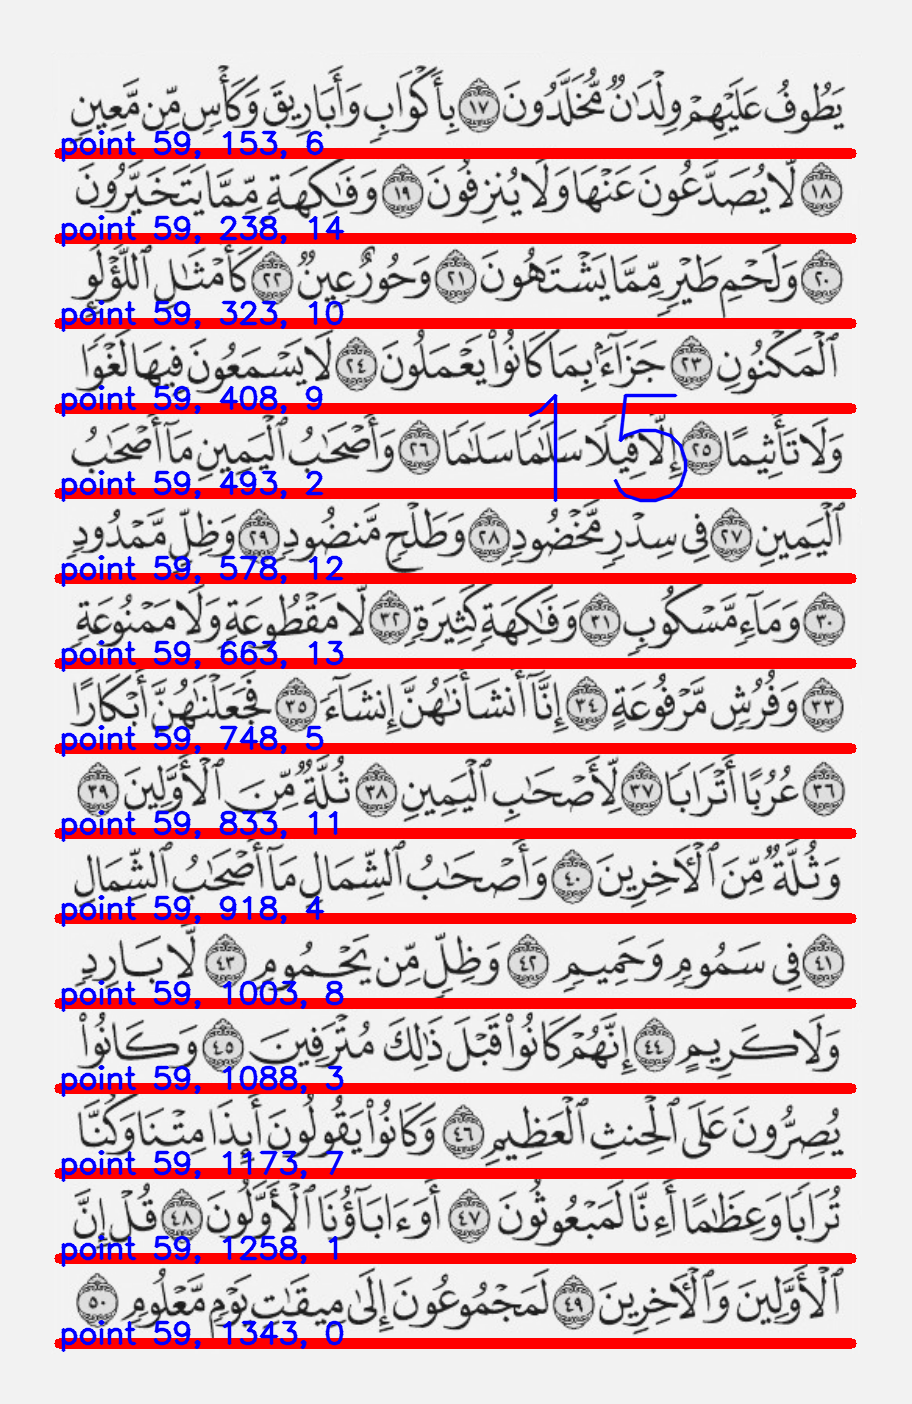 يَطُوفُ عَلَيْهِمْ وِلْدَٰنٌ مُّخَلَّدُونَ ١٧ بِأَكْوَابٍ وَأَبَارِيقَ وَكَأْسٍ مِّن مَّعِينٍ
point 59, 153, 6
١٨ لَّا يُصَدَّعُونَ عَنْهَا وَلَا يُنزِفُونَ ١٩ وَفَٰكِهَةٍ مِّمَّا يَتَخَيَّرُونَ
point 59, 238, 14
٢٠ وَلَحْمِ طَيْرٍ مِّمَّا يَشْتَهُونَ ٢١ وَحُورٌ عِينٌ ٢٢ كَأَمْثَٰلِ ٱللُّؤْلُؤِ
point 59, 323, 10
ٱلْمَكْنُونِ ٢٣ جَزَآءًۢ بِمَا كَانُوا۟ يَعْمَلُونَ ٢٤ لَا يَسْمَعُونَ فِيهَا لَغْوًا
point 59, 408, 9
15
وَلَا تَأْثِيمًا ٢٥ إِلَّا قِيلًا سَلَٰمًا سَلَٰمًا ٢٦ وَأَصْحَٰبُ ٱلْيَمِينِ مَآ أَصْحَٰبُ
point 59, 493, 2
ٱلْيَمِينِ ٢٧ فِى سِدْرٍ مَّخْضُودٍ ٢٨ وَطَلْحٍ مَّنضُودٍ ٢٩ وَظِلٍّ مَّمْدُودٍ
point 59, 578, 12
٣٠ وَمَآءٍ مَّسْكُوبٍ ٣١ وَفَٰكِهَةٍ كَثِيرَةٍ ٣٢ لَّا مَقْطُوعَةٍ وَلَا مَمْنُوعَةٍ
point 59, 663, 13
٣٣ وَفُرُشٍ مَّرْفُوعَةٍ ٣٤ إِنَّآ أَنشَأْنَٰهُنَّ إِنشَآءً ٣٥ فَجَعَلْنَٰهُنَّ أَبْكَارًا
point 59, 748, 5
٣٦ عُرُبًا أَتْرَابًا ٣٧ لِّأَصْحَٰبِ ٱلْيَمِينِ ٣٨ ثُلَّةٌ مِّنَ ٱلْأَوَّلِينَ ٣٩
point 59, 833, 11
وَثُلَّةٌ مِّنَ ٱلْـَٔاخِرِينَ ٤٠ وَأَصْحَٰبُ ٱلشِّمَالِ مَآ أَصْحَٰبُ ٱلشِّمَالِ
point 59, 918, 4
٤١ فِى سَمُومٍ وَحَمِيمٍ ٤٢ وَظِلٍّ مِّن يَحْمُومٍ ٤٣ لَّا بَارِدٍ
point 59, 1003, 8
وَلَا كَرِيمٍ ٤٤ إِنَّهُمْ كَانُوا۟ قَبْلَ ذَٰلِكَ مُتْرَفِينَ ٤٥ وَكَانُوا۟
point 59, 1088, 3
يُصِرُّونَ عَلَى ٱلْحِنثِ ٱلْعَظِيمِ ٤٦ وَكَانُوا۟ يَقُولُونَ أَئِذَا مِتْنَا وَكُنَّا
point 59, 1173, 7
تُرَابًا وَعِظَٰمًا أَءِنَّا لَمَبْعُوثُونَ ٤٧ أَوَءَابَآؤُنَا ٱلْأَوَّلُونَ ٤٨ قُلْ إِنَّ
point 59, 1258, 1
ٱلْأَوَّلِينَ وَٱلْـَٔاخِرِينَ ٤٩ لَمَجْمُوعُونَ إِلَىٰ مِيقَٰتِ يَوْمٍ مَّعْلُومٍ ٥٠
point 59, 1343, 0